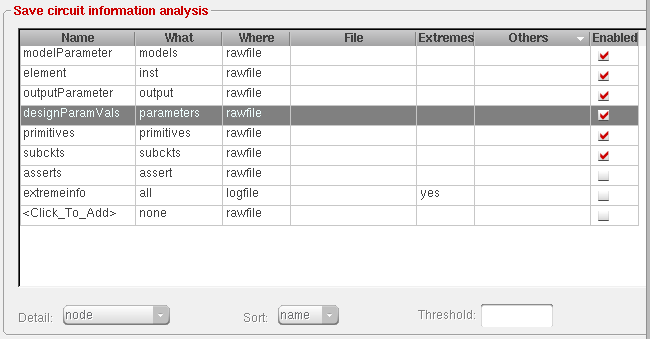 Save circuit information analysis
Name What Where File Extremes Others Enabled
modelParameter models rawfile
element inst rawfile
outputParameter output rawfile
designParamVals parameters rawfile
primitives primitives rawfile
subckts subckts rawfile
asserts assert rawfile
extremeinfo all logfile yes
<Click_To_Add> none rawfile
Detail: node Sort: name Threshold: